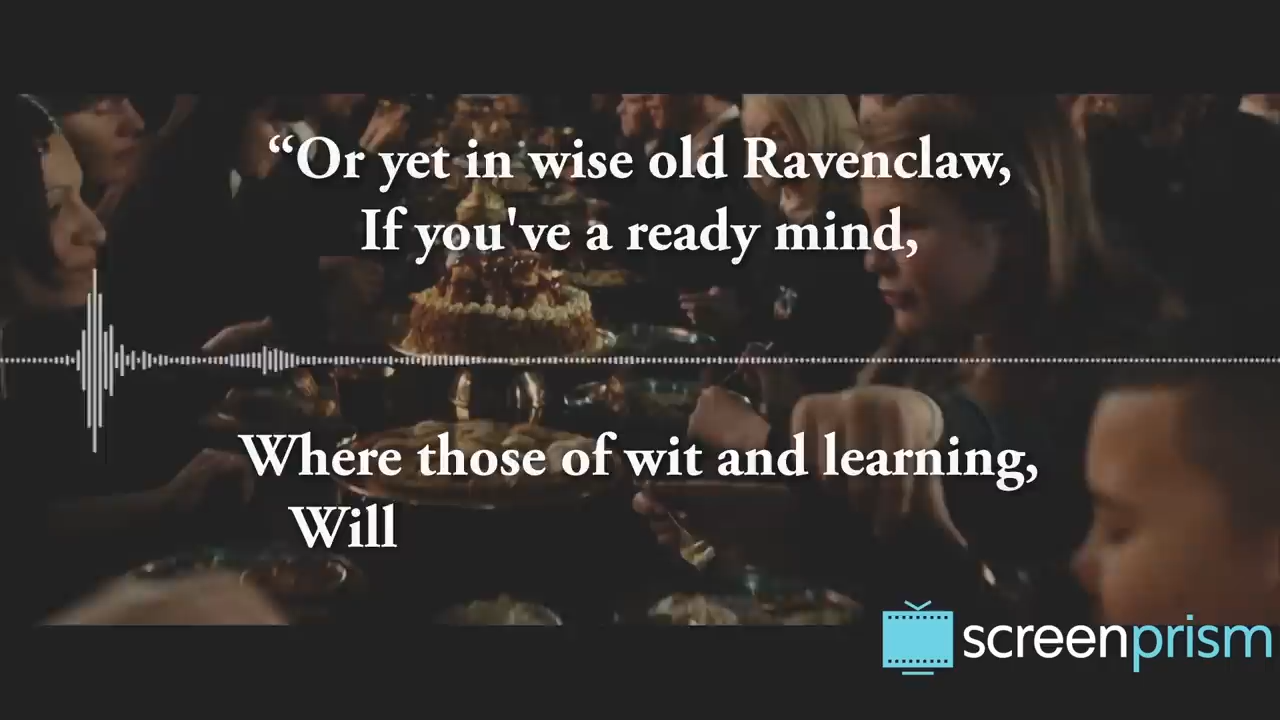 “Or yet in wise old Ravenclaw,
If you've a ready mind,
Where those of wit and learning,
Will
screenprism